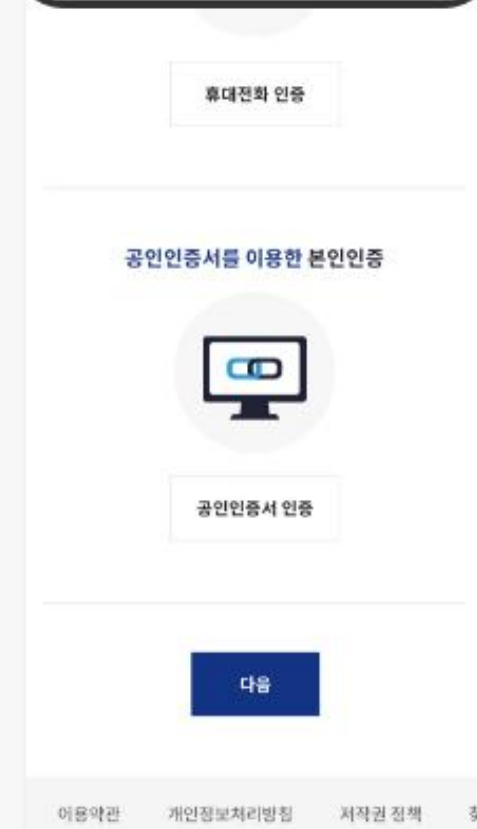 휴대전화 인증
공인인증서를 이용한 본인인증
공인인증서 인증
다음
이용약관 개인정보처리방침 저작권 정책